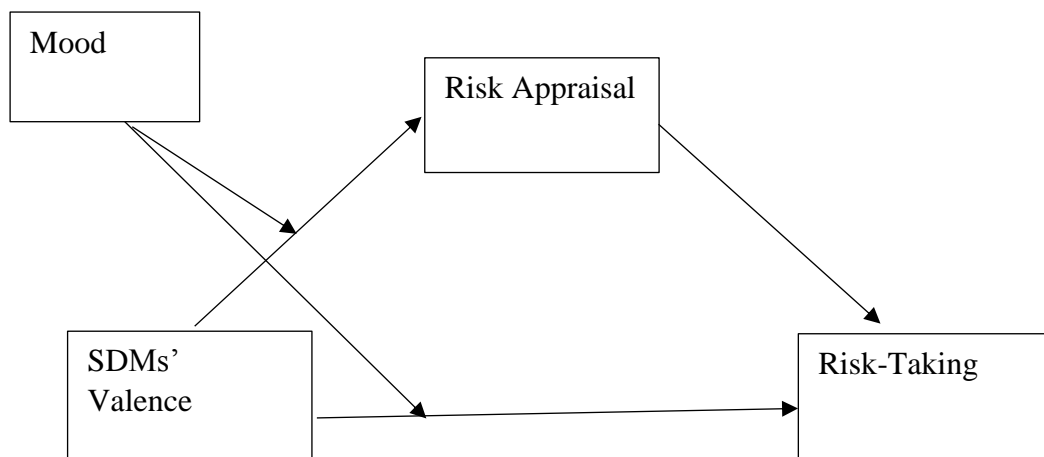 Mood
Risk Appraisal
SDMs’
Valence
Risk-Taking